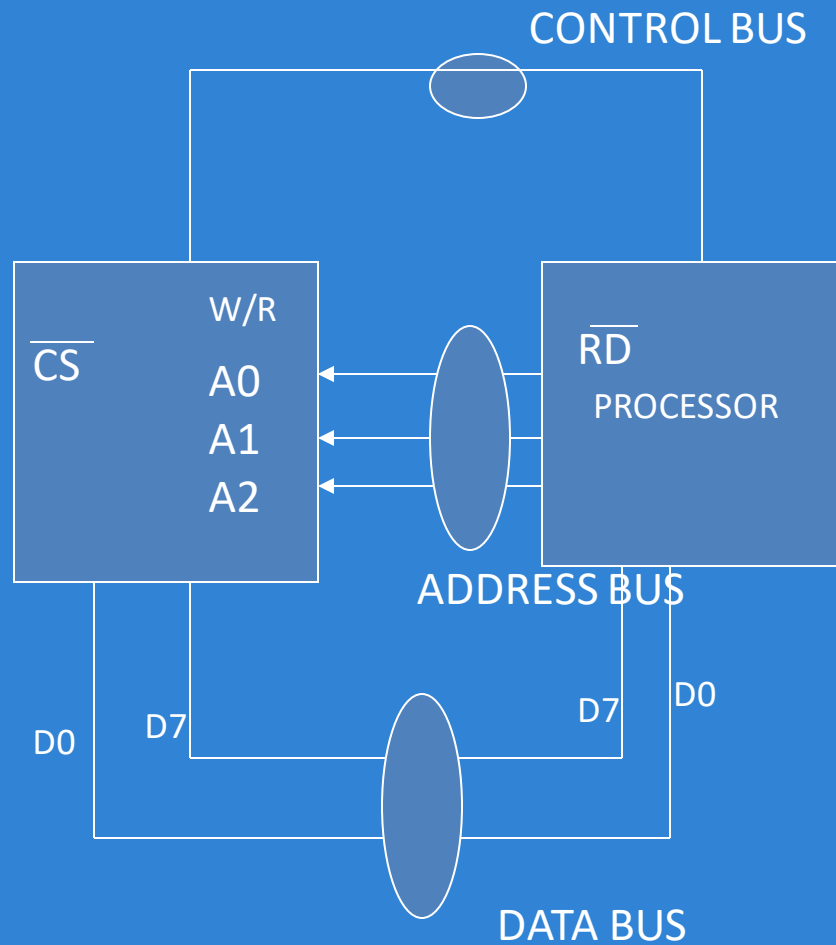 CONTROL BUS
W/R
CS
A0
A1
A2
RD
PROCESSOR
ADDRESS BUS
D0
D7
D7
D0
DATA BUS